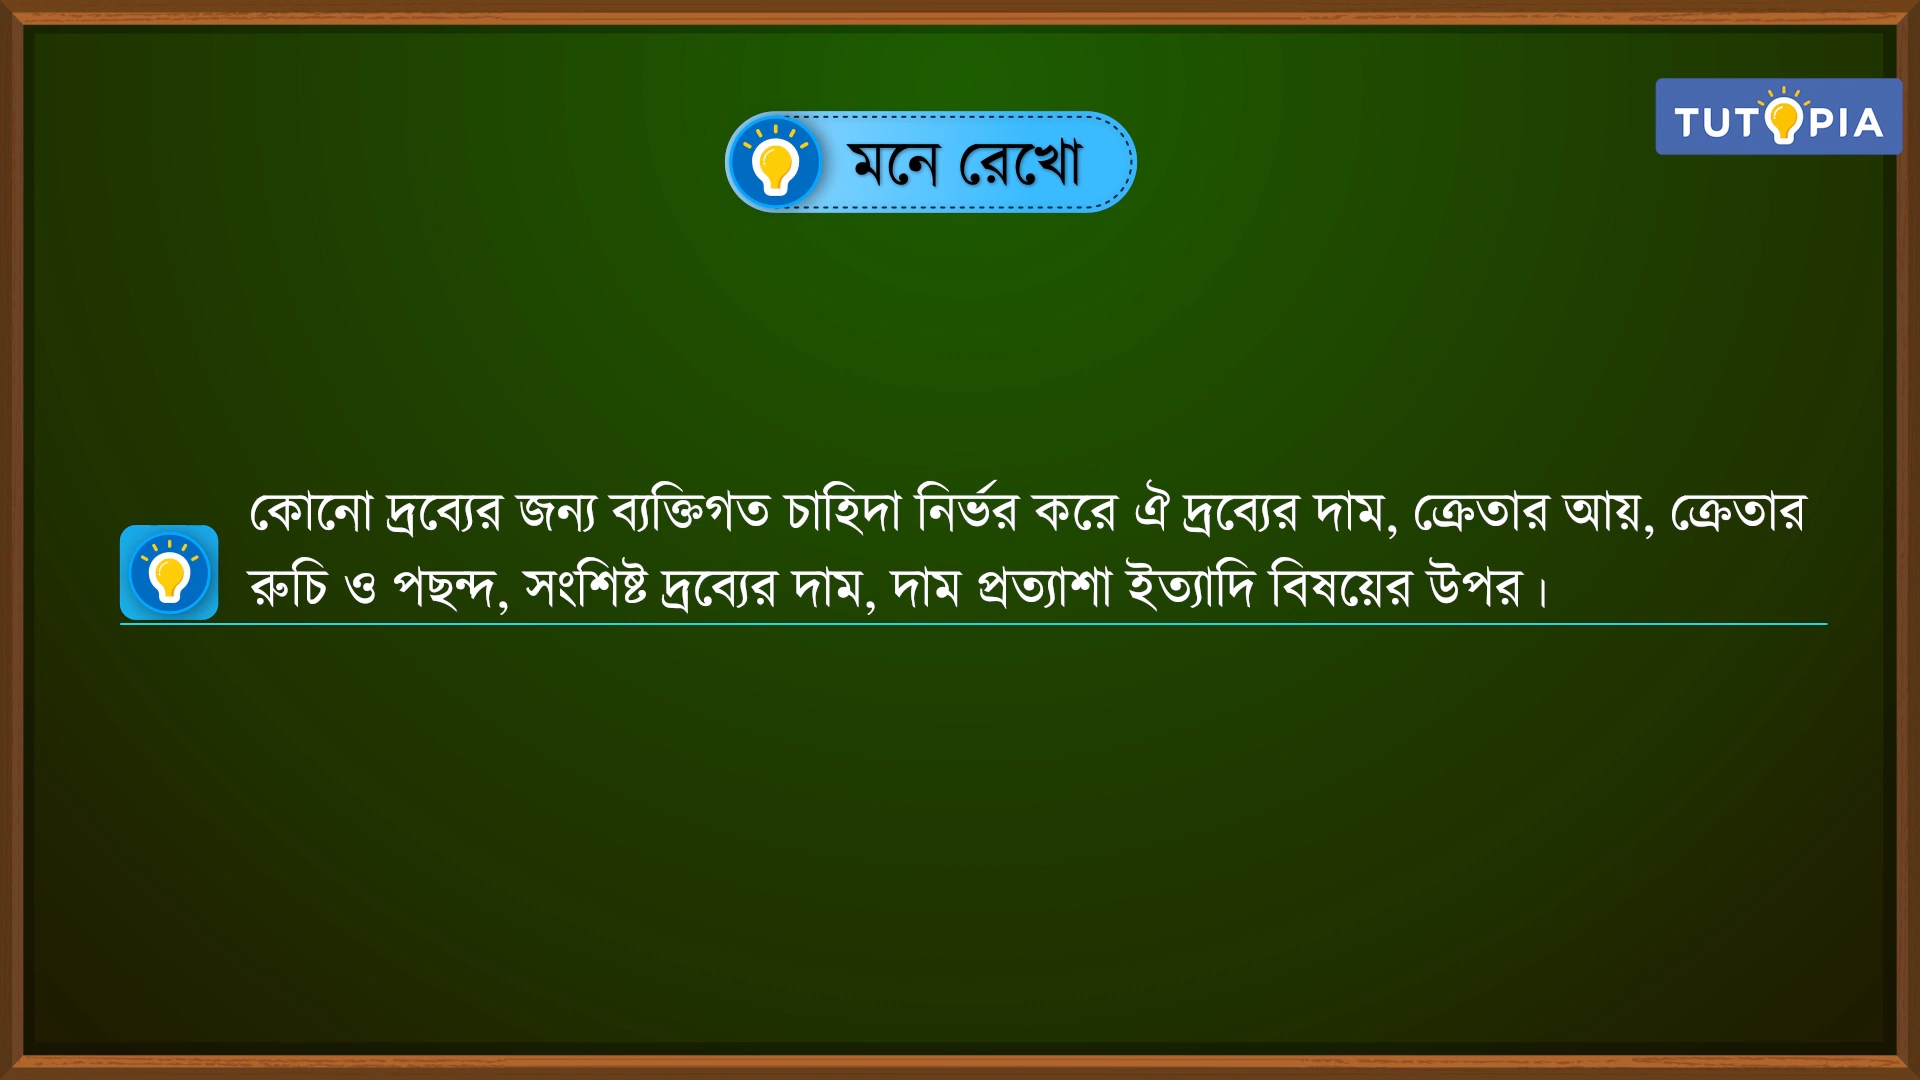 TUTOPIA
মনে রেখো
কোনো দ্রব্যের জন্য ব্যক্তিগত চাহিদা নির্ভর করে ঐ দ্রব্যের দাম, ক্রেতার আয়, ক্রেতার
রুচি ও পছন্দ, সংশিষ্ট দ্রব্যের দাম, দাম প্রত্যাশা ইত্যাদি বিষয়ের উপর।